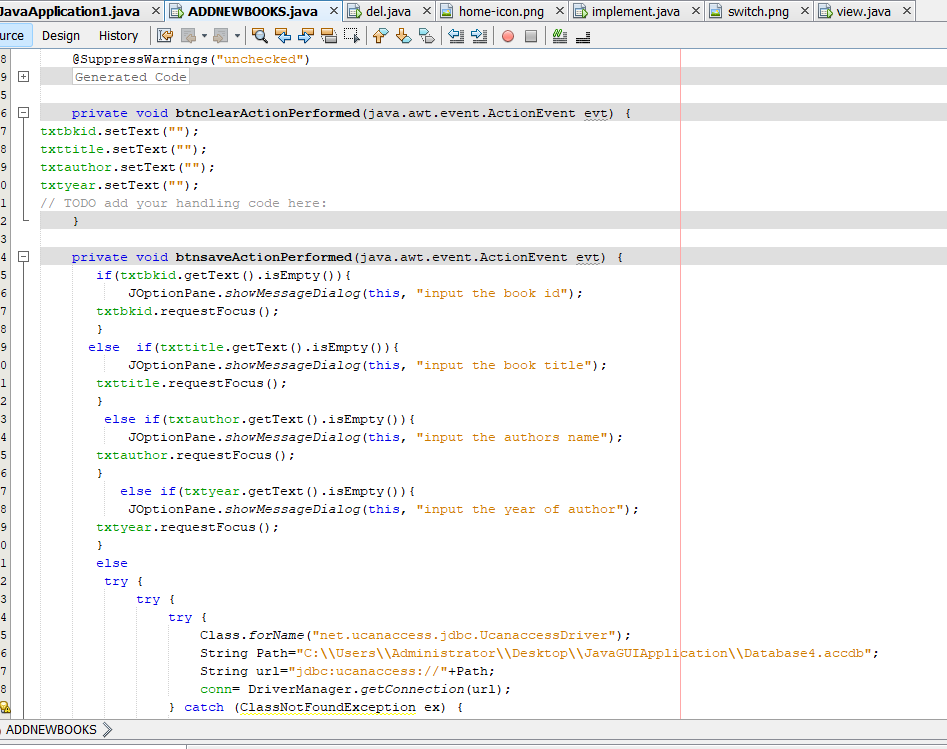 JavaApplication1.java ADDNEWBOOKS.java del.java home-icon.png implement.java switch.png view.java
urce Design History
8 @SuppressWarnings("unchecked")
9 Generated Code
5
6 private void btnclearActionPerformed(java.awt.event.ActionEvent evt) {
7 txtbkid.setText("");
8 txttitle.setText("");
9 txtauthor.setText("");
0 txtyear.setText("");
1 // TODO add your handling code here:
2 }
3
4 private void btnsaveActionPerformed(java.awt.event.ActionEvent evt) {
5 if(txtbkid.getText().isEmpty()){
6 JOptionPane.showMessageDialog(this, "input the book id");
7 txtbkid.requestFocus();
8 }
9 else if(txttitle.getText().isEmpty()){
0 JOptionPane.showMessageDialog(this, "input the book title");
1 txttitle.requestFocus();
2 }
3 else if(txtauthor.getText().isEmpty()){
4 JOptionPane.showMessageDialog(this, "input the authors name");
5 txtauthor.requestFocus();
6 }
7 else if(txtyear.getText().isEmpty()){
8 JOptionPane.showMessageDialog(this, "input the year of author");
9 txtyear.requestFocus();
0 }
1 else
2 try {
3 try {
4 try {
5 Class.forName("net.ucanaccess.jdbc.UcanaccessDriver");
6 String Path="C:\\Users\\Administrator\\Desktop\\JavaGUIApplication\\Database4.accdb";
7 String url="jdbc:ucanaccess://"+Path;
8 conn= DriverManager.getConnection(url);
} catch (ClassNotFoundException ex) {
ADDNEWBOOKS